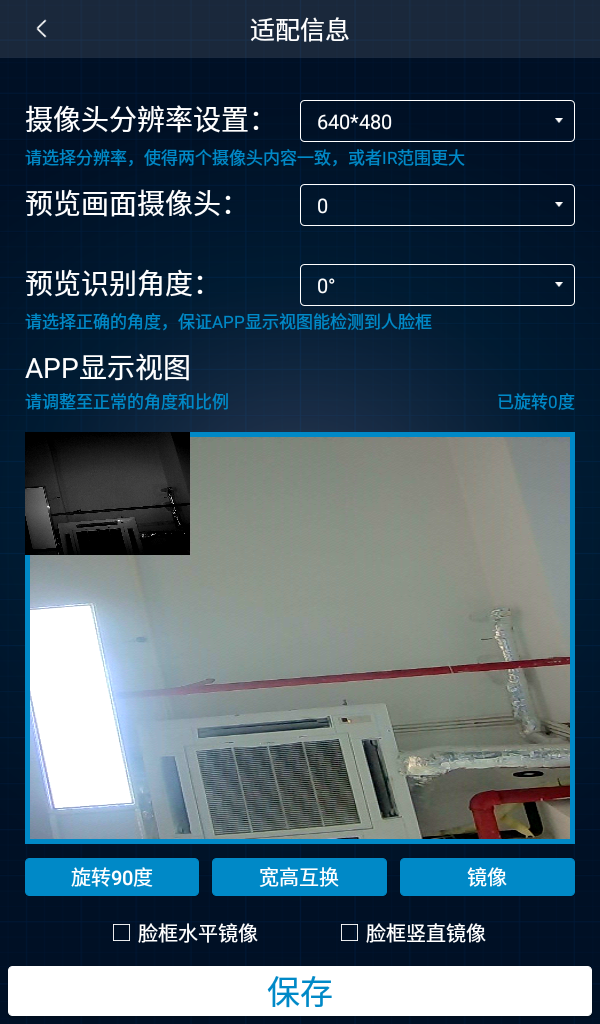 适配信息
摄像头分辨率设置：
640*480
请选择分辨率，使得两个摄像头内容一致，或者IR范围更大
预览画面摄像头：
0
预览识别角度：
0°
请选择正确的角度，保证APP显示视图能检测到人脸框
APP显示视图
请调整至正常的角度和比例
已旋转0度
旋转90度
宽高互换
镜像
脸框水平镜像
脸框竖直镜像
保存